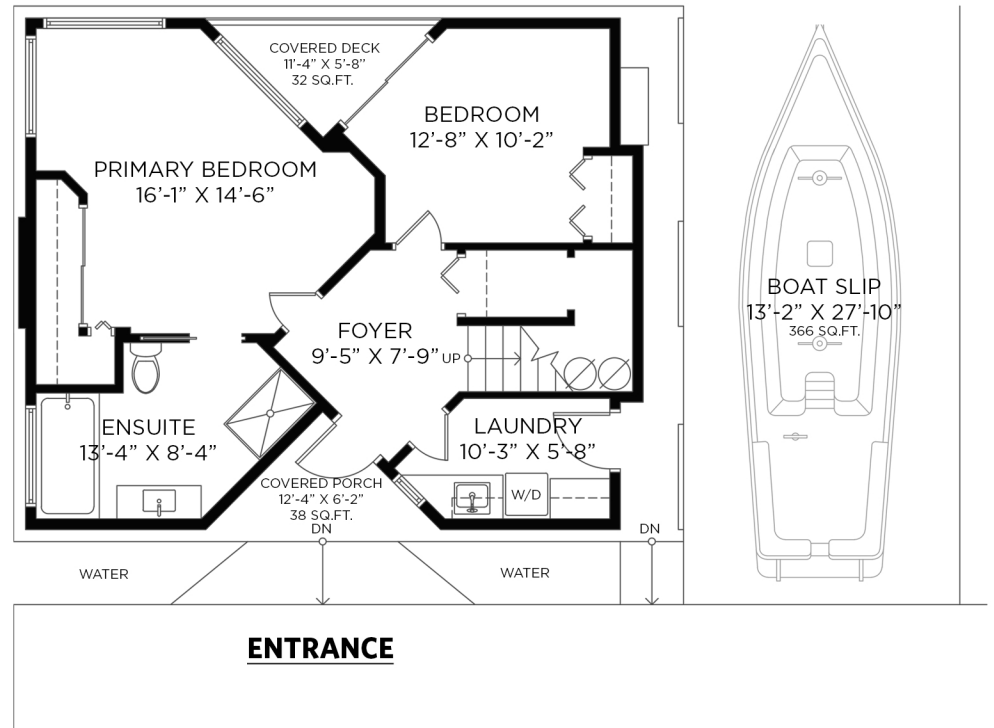 COVERED DECK
11'-4" X 5'-8"
32 SQ.FT.
BEDROOM
12'-8" X 10'-2"
PRIMARY BEDROOM
16'-1" X 14'-6"
BOAT SLIP
13'-2" X 27'-10"
366 SQ.FT.
FOYER
9'-5" X 7'-9"
UP
ENSUITE
13'-4" X 8'-4"
LAUNDRY
10'-3" X 5'-8"
COVERED PORCH
12'-4" X 6'-2"
38 SQ.FT.
W/D
DN
DN
WATER
WATER
ENTRANCE